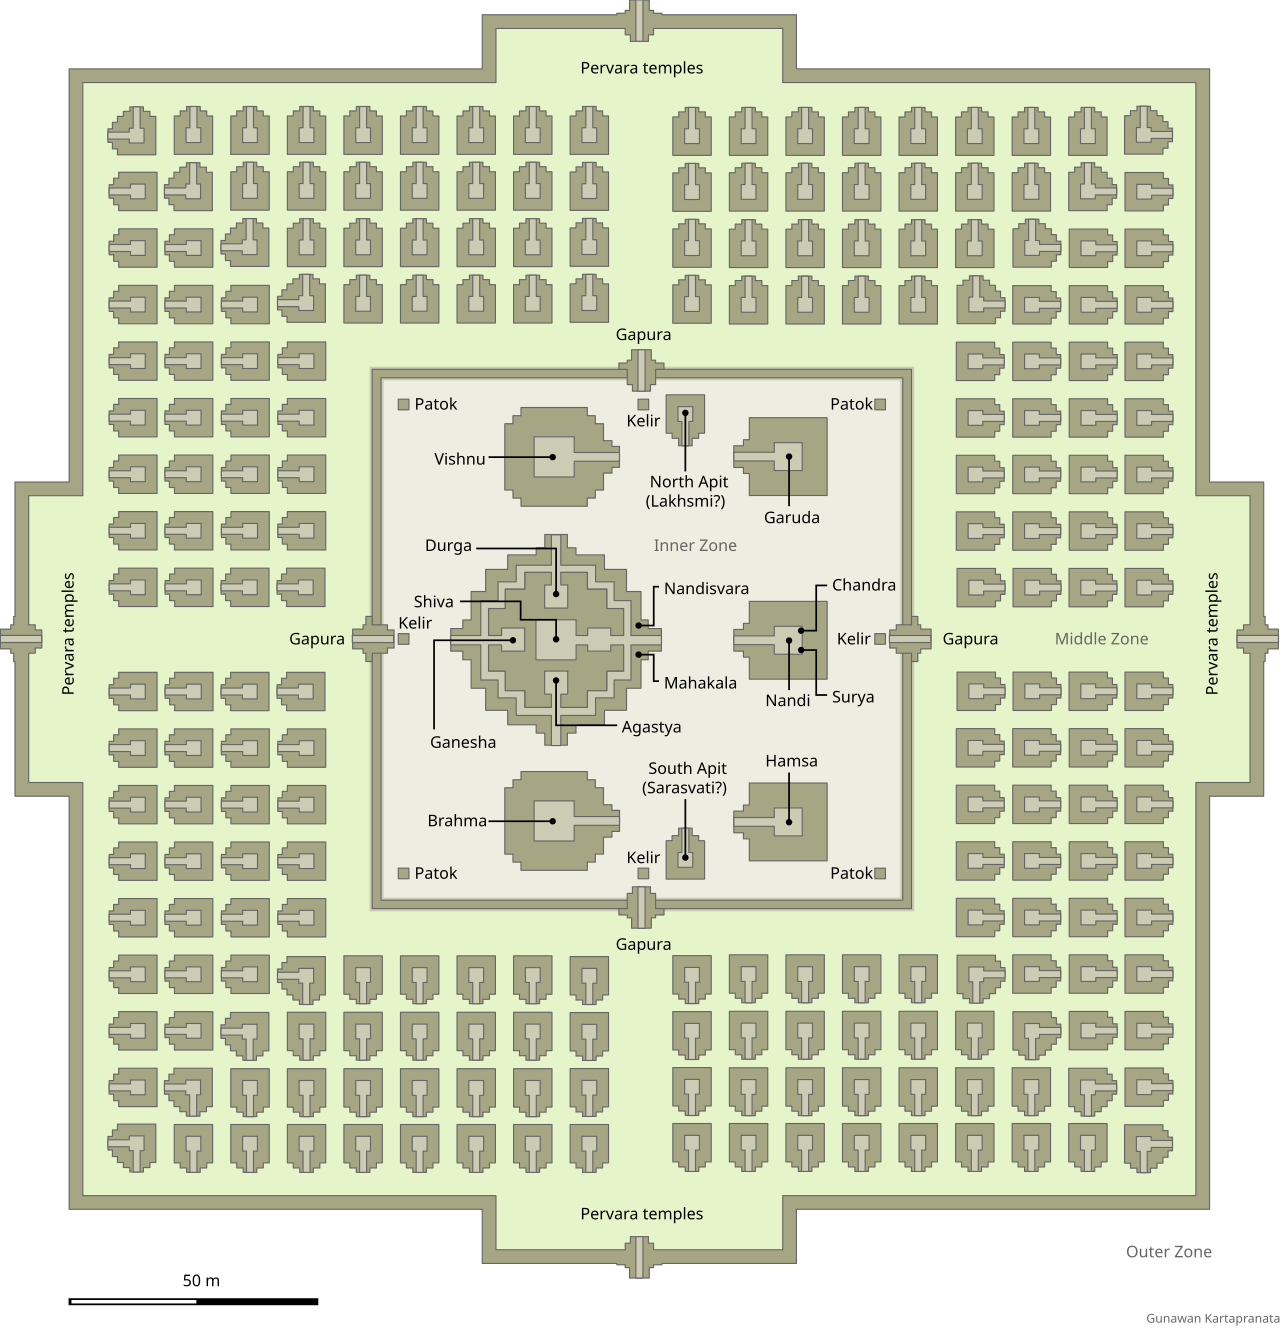 Pervara temples
Gapura
Patok
Kelir
Patok
Vishnu
North Apit
(Lakhsmi?)
Garuda
Durga
Inner Zone
Nandisvara
Chandra
Shiva
Kelir
Pervara temples
Gapura
Kelir
Gapura
Middle Zone
Pervara temples
Mahakala
Nandi
Surya
Agastya
Ganesha
Hamsa
South Apit
(Sarasvati?)
Brahma
Kelir
Patok
Patok
Gapura
Pervara temples
Outer Zone
50 m
Gunawan Kartapranata